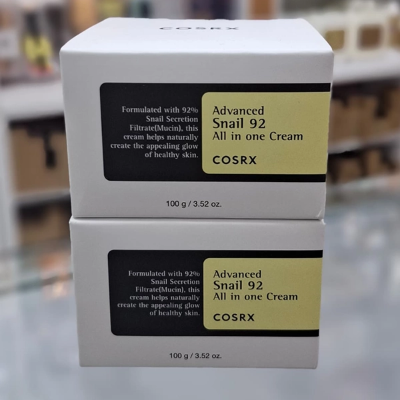 COSRX
Formulated with 92%
Snail Secretion
Filtrate(Mucin), this
cream helps naturally
create the appealing glow
of healthy skin.
Advanced
Snail 92
All in one Cream
COSRX
100 g / 3.52 oz.
Formulated with 92%
Snail Secretion
Filtrate(Mucin), this
cream helps naturally
create the appealing glow
of healthy skin.
Advanced
Snail 92
All in one Cream
COSRX
100 g / 3.52 oz.